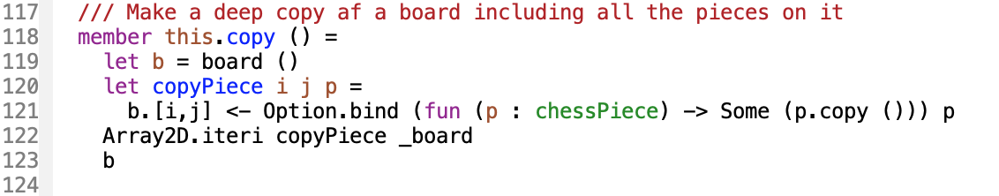 117 /// Make a deep copy af a board including all the pieces on it
118 member this.copy () =
119 let b = board ()
120 let copyPiece i j p =
121 b.[i,j] <- Option.bind (fun (p : chessPiece) -> Some (p.copy ())) p
122 Array2D.iteri copyPiece _board
123 b
124